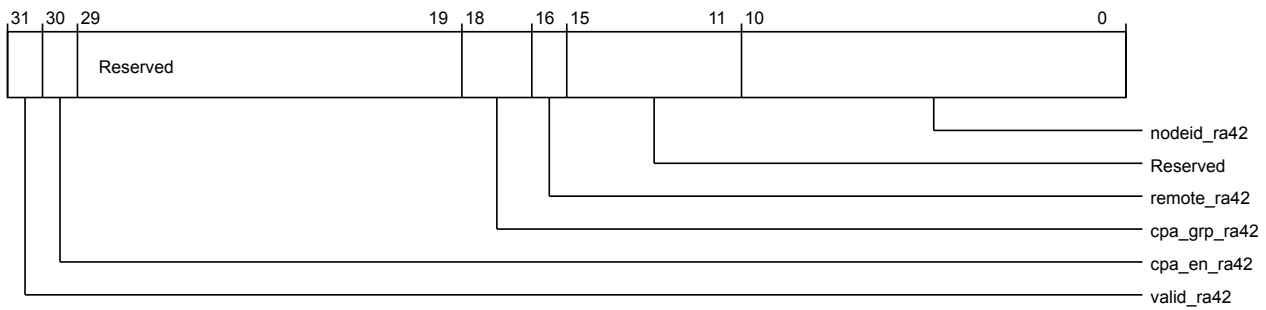 31 30 29 19 18 16 15 11 10 0
Reserved
nodeid_ra42
Reserved
remote_ra42
cpa_grp_ra42
cpa_en_ra42
valid_ra42